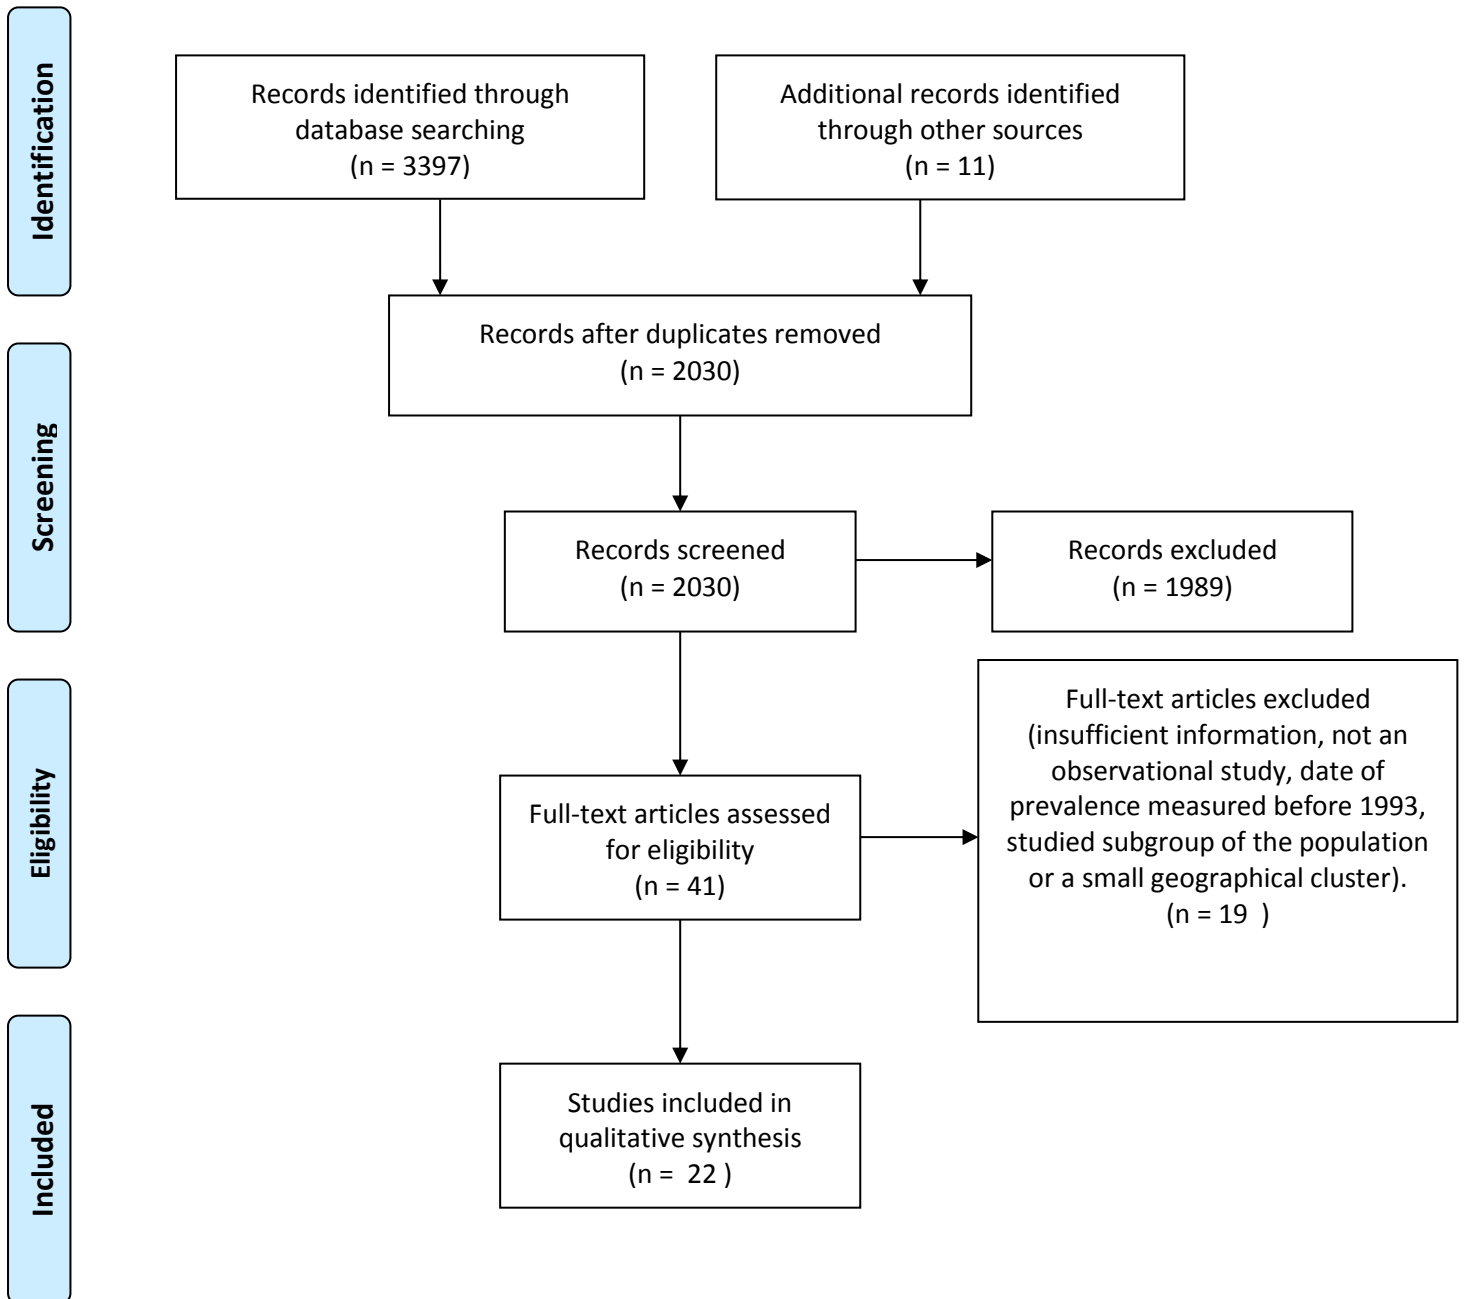 Identification
Records identified through
database searching
(n = 3397)
Additional records identified
through other sources
(n = 11)
Records after duplicates removed
(n = 2030)
Screening
Records screened
(n = 2030)
Records excluded
(n = 1989)
Eligibility
Full-text articles assessed
for eligibility
(n = 41)
Full-text articles excluded
(insufficient information, not an
observational study, date of
prevalence measured before 1993,
studied subgroup of the population
or a small geographical cluster).
(n = 19  )
Included
Studies included in
qualitative synthesis
(n =  22 )